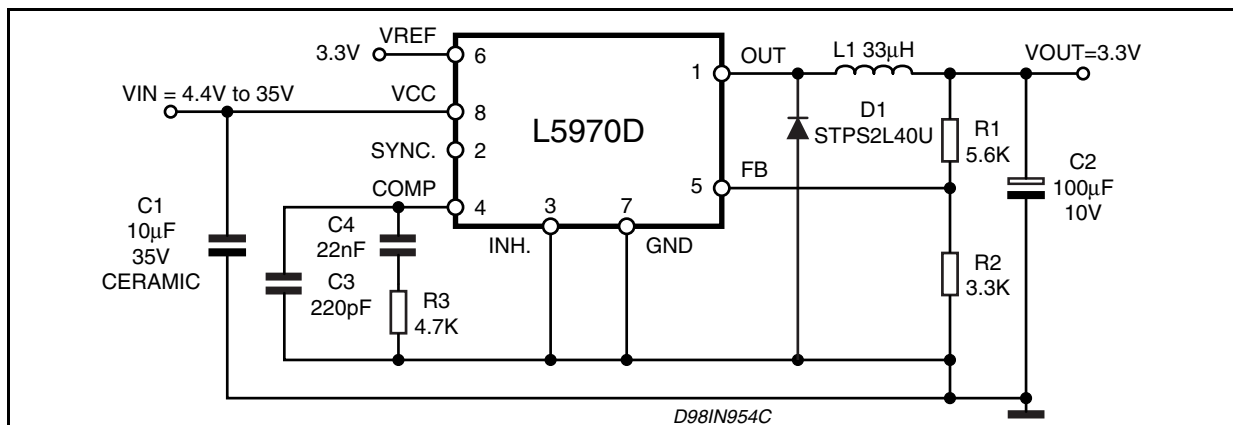 VREF
3.3V
6
OUT
L1 33μH
VOUT=3.3V
1
VIN = 4.4V to 35V
VCC
8
L5970D
D1
STPS2L40U
R1
5.6K
SYNC.
2
C2
100μF
10V
FB
5
COMP
4
3
7
INH.
GND
C1
10μF
35V
CERAMIC
C4
22nF
C3
220pF
R3
4.7K
R2
3.3K
D98IN954C